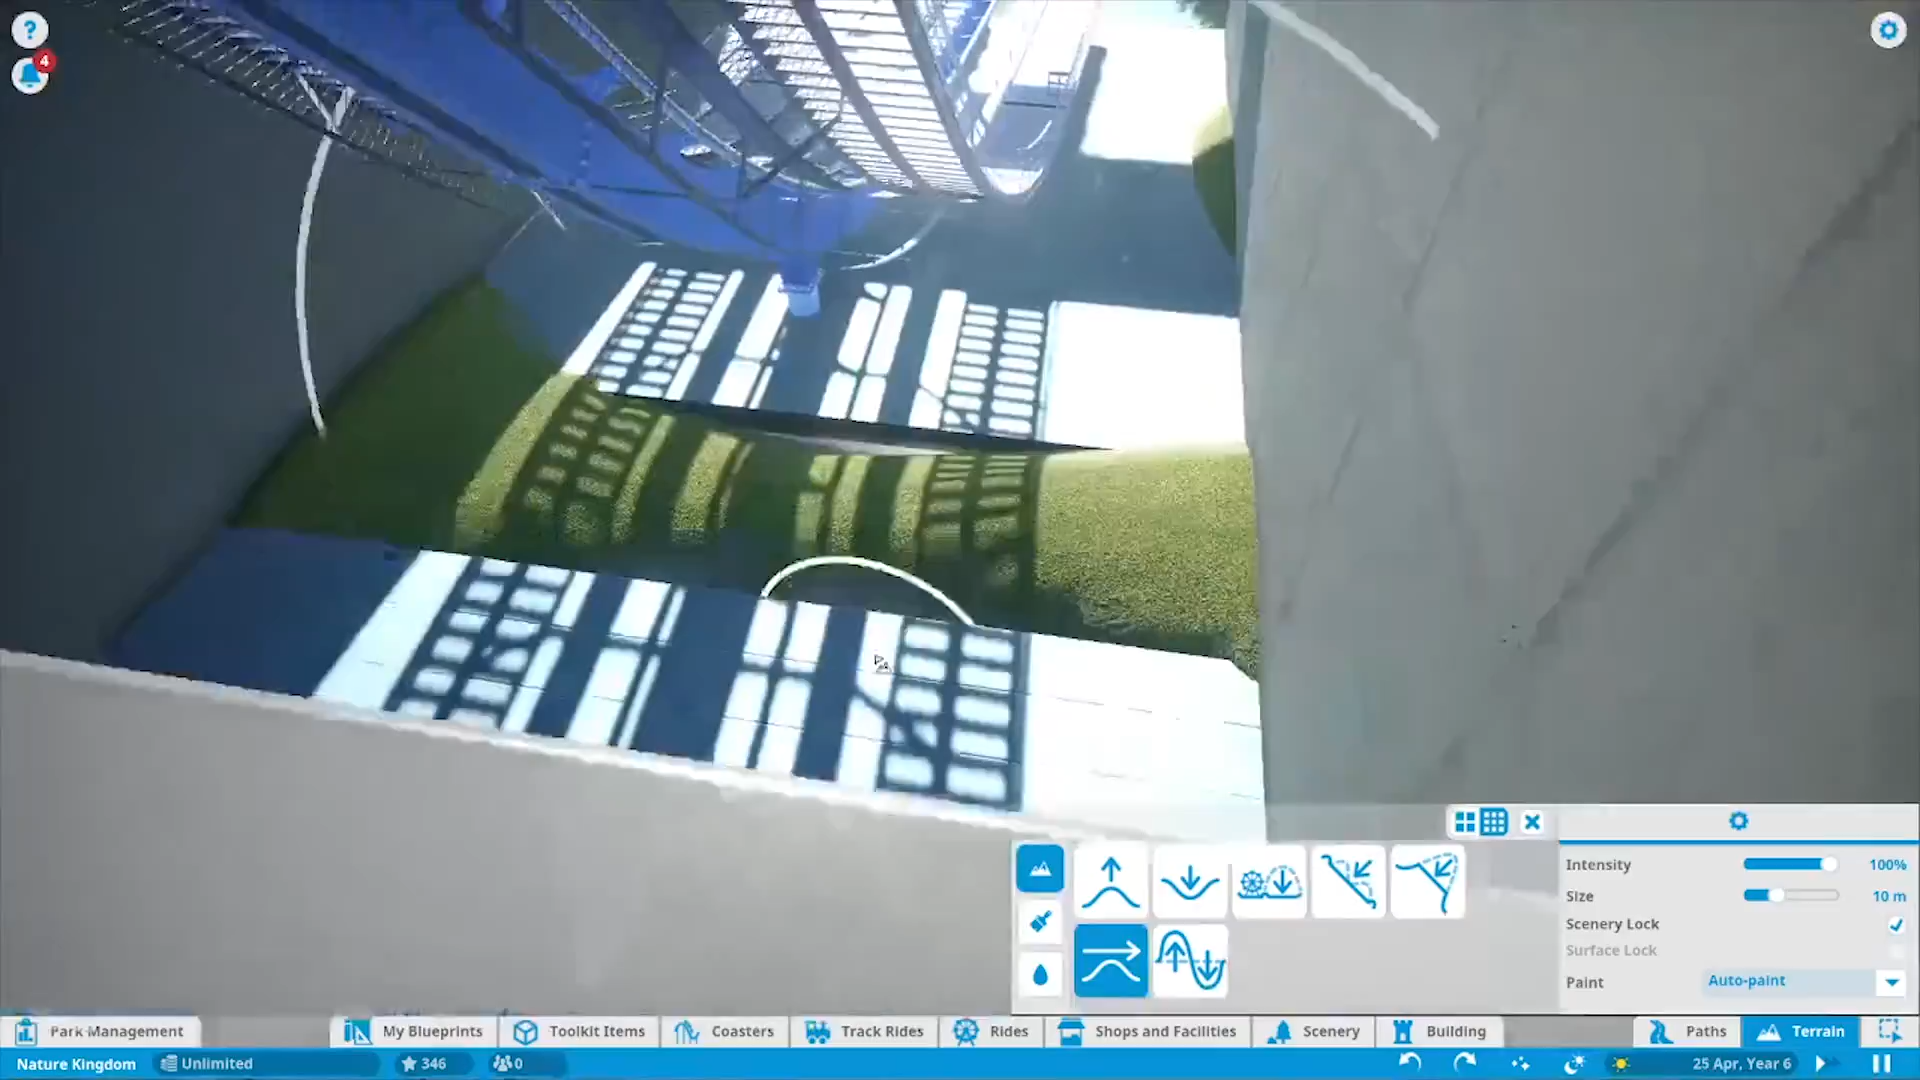 ?
4
Intensity 100%
Size 10 m
Scenery Lock
Surface Lock
Paint Auto-paint
Park Management
My Blueprints
Toolkit Items
Coasters
Track Rides
Rides
Shops and Facilities
Scenery
Building
Paths
Terrain
Nature Kingdom
Unlimited
346
0
25 Apr, Year 6